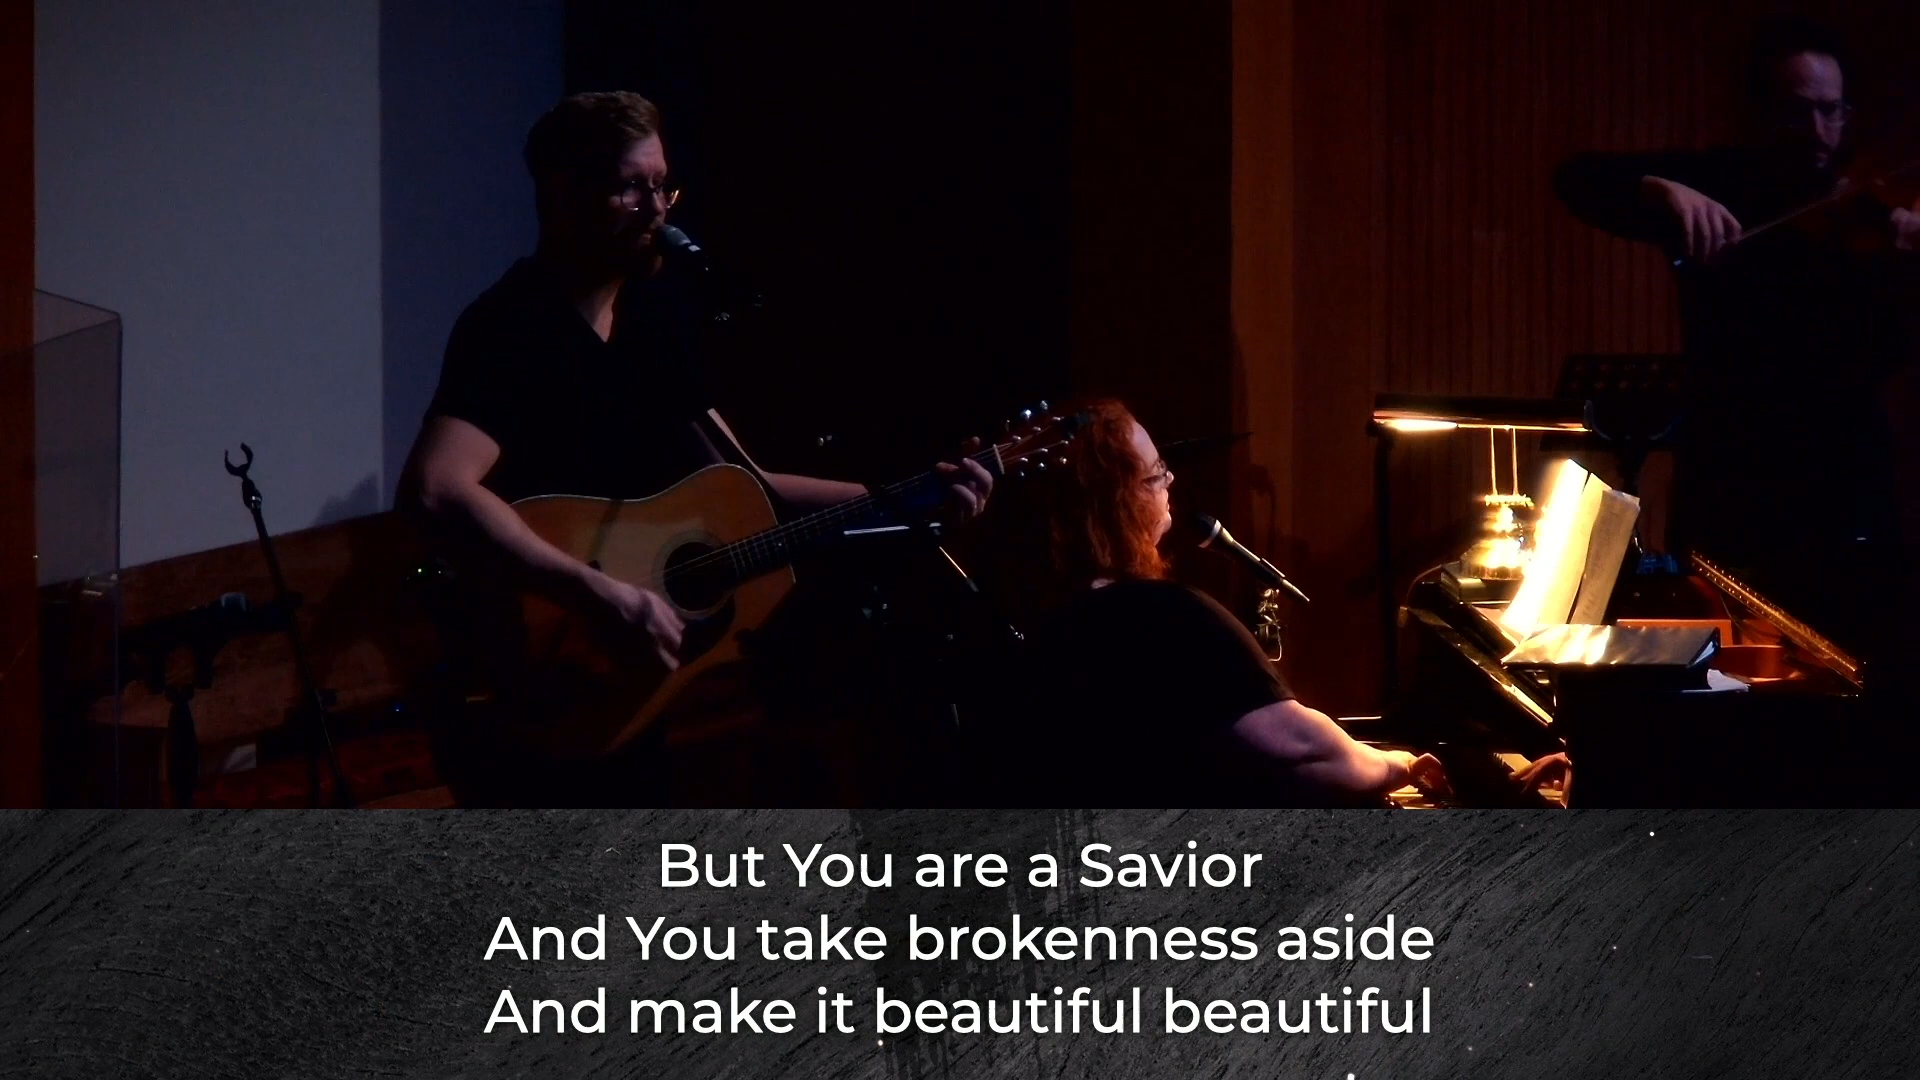 But You are a Savior
And You take brokenness aside
And make it beautiful beautiful